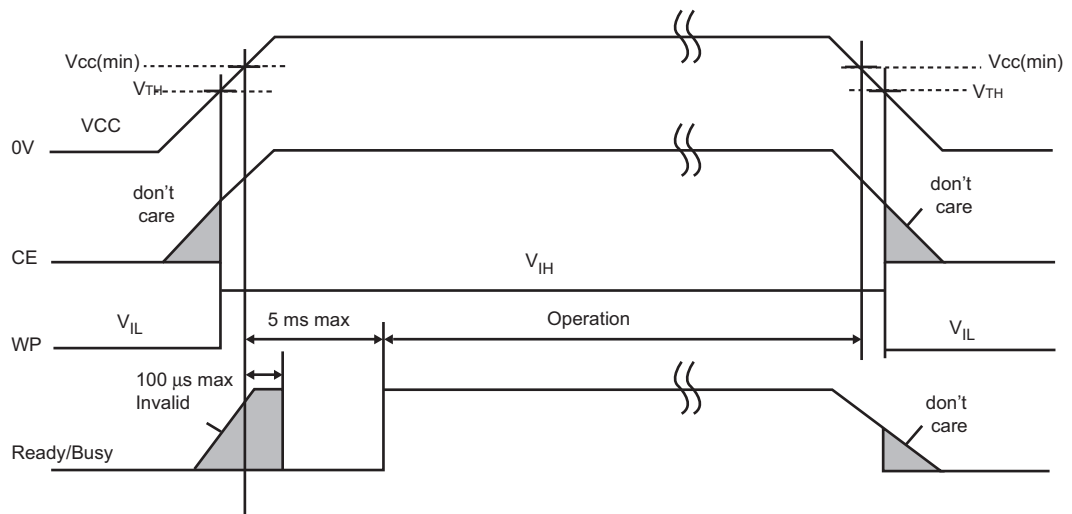 Vcc(min)
Vcc(min)
VTH
VTH
VCC
0V
don't
care
don't
care
CE
VIH
VIL
5 ms max
Operation
VIL
WP
100 μs max
Invalid
don't
care
Ready/Busy